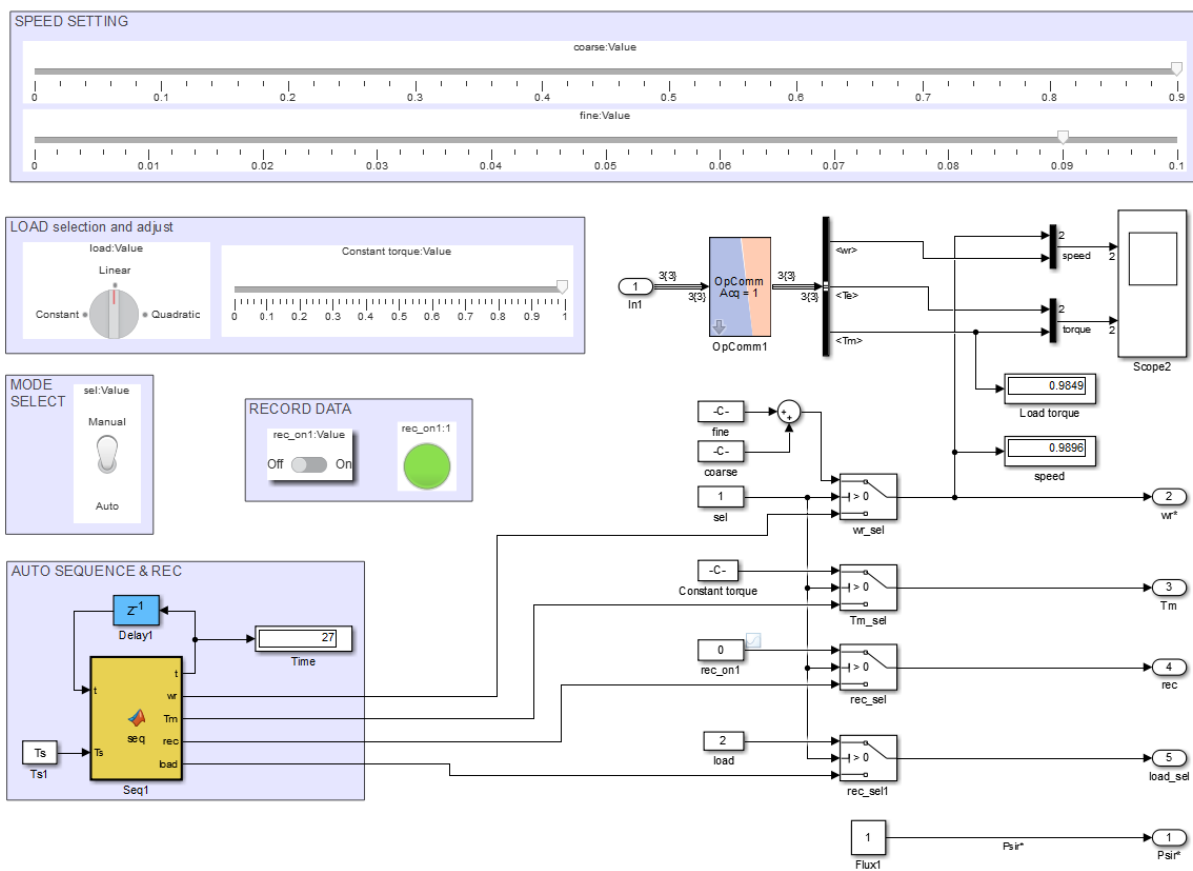 SPEED SETTING
coarse:Value
0 0.1 0.2 0.3 0.4 0.5 0.6 0.7 0.8 0.9
fine:Value
0 0.01 0.02 0.03 0.04 0.05 0.06 0.07 0.08 0.09 0.1
LOAD selection and adjust
load:Value
Linear
Constant
Quadratic
Constant torque:Value
0 0.1 0.2 0.3 0.4 0.5 0.6 0.7 0.8 0.9 1
MODE
SELECT
sel:Value
Manual
Auto
RECORD DATA
rec_on1:Value
Off
On
rec_on1:1
AUTO SEQUENCE & REC
z-1
Delay1
27
Time
t
t
wr
Tm
seq
rec
Ts
load
Ts
Ts1
Seq1
1
In1
3{3}
3{3}
OpComm
Acq = 1
OpComm1
3{3}
3{3}
<wr>
<Te>
<Tm>
2
speed
2
2
torque
2
Scope2
0.9849
Load torque
0.9896
speed
-C-
fine
-C-
coarse
1
sel
> 0
wr_sel
2
wr*
-C-
Constant torque
> 0
Tm_sel
3
Tm
0
rec_on1
> 0
rec_sel
4
rec
2
load
> 0
rec_sel1
5
load_sel
1
Flux1
Psir*
1
Psir*